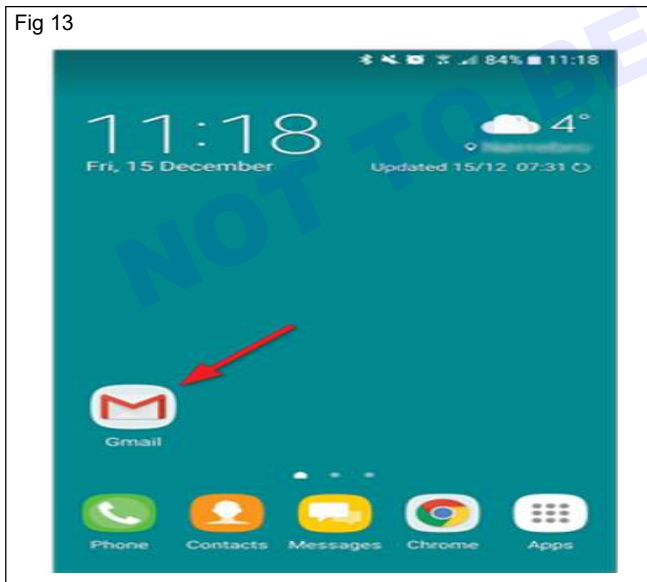 Fig 13
84% 11:18
11:18
4°
Fri, 15 December
Updated 15/12 07:31
NOT TO BE
Gmail
Phone Contacts Messages Chrome Apps